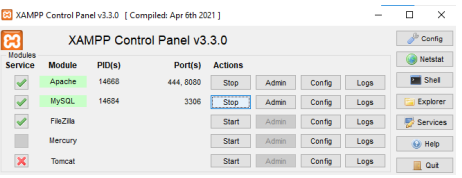 XAMPP Control Panel v3.3.0 [ Compiled: Apr 6th 2021 ]
XAMPP Control Panel v3.3.0
Config
Modules
Service Module PID(s) Port(s) Actions
Netstat
Apache 14668 444, 8080 Stop Admin Config Logs
Shell
MySQL 14684 3306 Stop Admin Config Logs
Explorer
FileZilla Start Admin Config Logs
Services
Mercury Start Admin Config Logs
Help
Tomcat Start Admin Config Logs
Quit